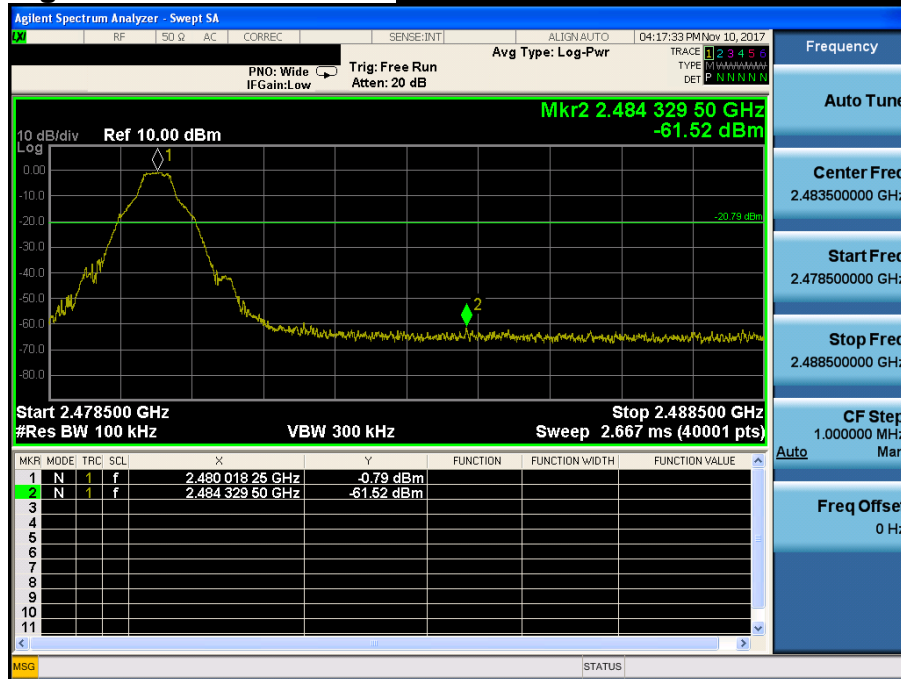 Agilent Spectrum Analyzer - Swept SA
LXI RF 50 Ω AC CORREC SENSE:INT ALIGN AUTO 04:17:33 PM Nov 10, 2017
Avg Type: Log-Pwr
TRACE 1 2 3 4 5 6
PNO: Wide Trig: Free Run
TYPE M WWWWW
IFGain:Low Atten: 20 dB
DET P N N N N N
Mkr2 2.484 329 50 GHz
-61.52 dBm
10 dB/div Ref 10.00 dBm
Log
1
0.00
-10.0
-20.0
-20.79 dBm
-30.0
-40.0
-50.0
2
-60.0
-70.0
-80.0
Start 2.478500 GHz Stop 2.488500 GHz
#Res BW 100 kHz VBW 300 kHz Sweep 2.667 ms (40001 pts)
MKR MODE TRC SCL X Y FUNCTION FUNCTION WIDTH FUNCTION VALUE
1 N 1 f 2.480 018 25 GHz -0.79 dBm
2 N 1 f 2.484 329 50 GHz -61.52 dBm
3
4
5
6
7
8
9
10
11
MSG STATUS
Frequency
Auto Tune
Center Freq
2.483500000 GHz
Start Freq
2.478500000 GHz
Stop Freq
2.488500000 GHz
CF Step
1.000000 MHz
Auto Man
Freq Offset
0 Hz